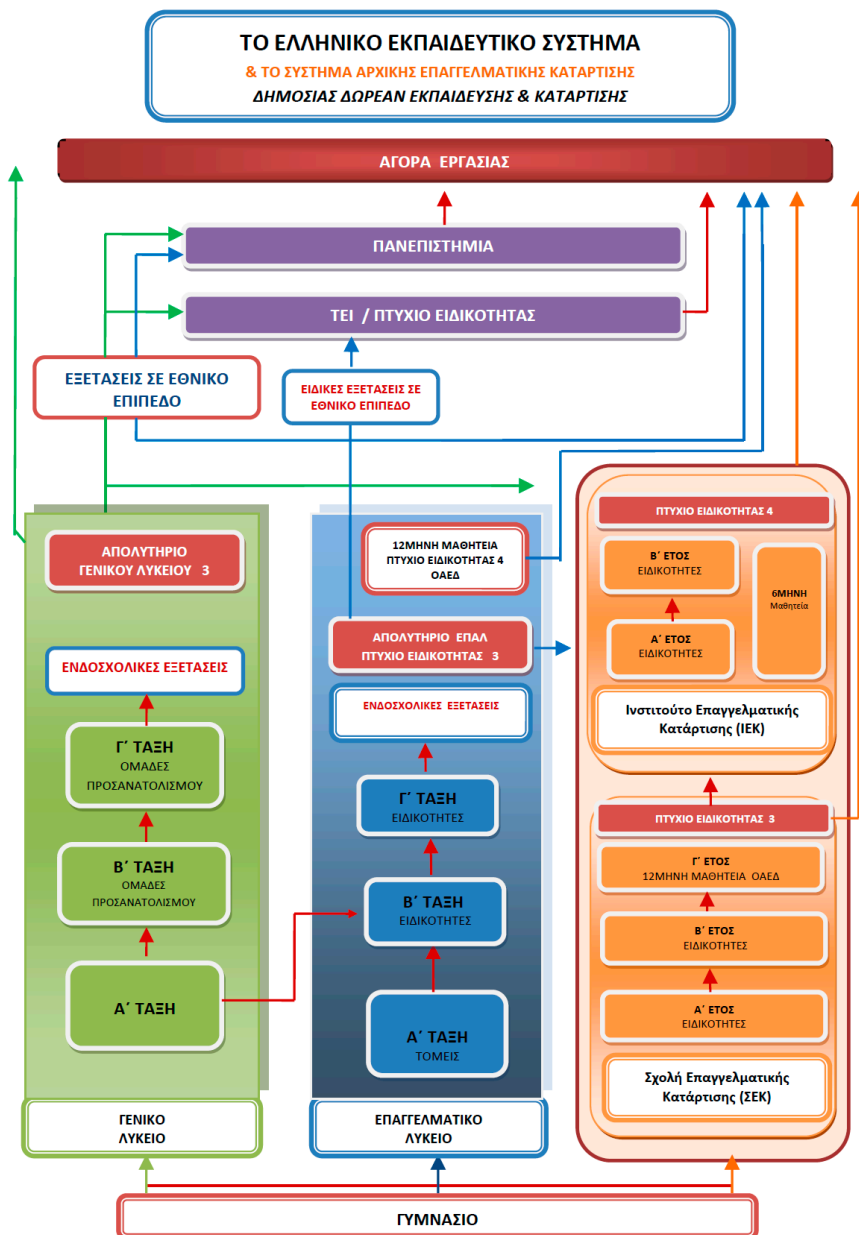 ΤΟ ΕΛΛΗΝΙΚΟ ΕΚΠΑΙΔΕΥΤΙΚΟ ΣΥΣΤΗΜΑ
& ΤΟ ΣΥΣΤΗΜΑ ΑΡΧΙΚΗΣ ΕΠΑΓΓΕΛΜΑΤΙΚΗΣ ΚΑΤΑΡΤΙΣΗΣ
ΔΗΜΟΣΙΑΣ ΔΩΡΕΑΝ ΕΚΠΑΙΔΕΥΣΗΣ & ΚΑΤΑΡΤΙΣΗΣ
ΑΓΟΡΑ ΕΡΓΑΣΙΑΣ
ΠΑΝΕΠΙΣΤΗΜΙΑ
ΤΕΙ / ΠΤΥΧΙΟ ΕΙΔΙΚΟΤΗΤΑΣ
ΕΞΕΤΑΣΕΙΣ ΣΕ ΕΘΝΙΚΟ
ΕΠΙΠΕΔΟ
ΕΙΔΙΚΕΣ ΕΞΕΤΑΣΕΙΣ ΣΕ
ΕΘΝΙΚΟ ΕΠΙΠΕΔΟ
ΑΠΟΛΥΤΗΡΙΟ
ΓΕΝΙΚΟΥ ΛΥΚΕΙΟΥ 3
ΕΝΔΟΣΧΟΛΙΚΕΣ ΕΞΕΤΑΣΕΙΣ
Γ΄ ΤΑΞΗ
ΟΜΑΔΕΣ
ΠΡΟΣΑΝΑΤΟΛΙΣΜΟΥ
Β΄ ΤΑΞΗ
ΟΜΑΔΕΣ
ΠΡΟΣΑΝΑΤΟΛΙΣΜΟΥ
Α΄ ΤΑΞΗ
ΓΕΝΙΚΟ
ΛΥΚΕΙΟ
12ΜΗΝΗ ΜΑΘΗΤΕΙΑ
ΠΤΥΧΙΟ ΕΙΔΙΚΟΤΗΤΑΣ 4
ΟΑΕΔ
ΑΠΟΛΥΤΗΡΙΟ ΕΠΑΛ
ΠΤΥΧΙΟ ΕΙΔΙΚΟΤΗΤΑΣ 3
ΕΝΔΟΣΧΟΛΙΚΕΣ ΕΞΕΤΑΣΕΙΣ
Γ΄ ΤΑΞΗ
ΕΙΔΙΚΟΤΗΤΕΣ
Β΄ ΤΑΞΗ
ΕΙΔΙΚΟΤΗΤΕΣ
Α΄ ΤΑΞΗ
ΤΟΜΕΙΣ
ΕΠΑΓΓΕΛΜΑΤΙΚΟ
ΛΥΚΕΙΟ
ΠΤΥΧΙΟ ΕΙΔΙΚΟΤΗΤΑΣ 4
Β΄ ΕΤΟΣ
ΕΙΔΙΚΟΤΗΤΕΣ
6ΜΗΝΗ
Μαθητεία
Α΄ ΕΤΟΣ
ΕΙΔΙΚΟΤΗΤΕΣ
Ινστιτούτο Επαγγελματικής
Κατάρτισης (ΙΕΚ)
ΠΤΥΧΙΟ ΕΙΔΙΚΟΤΗΤΑΣ 3
Γ΄ ΕΤΟΣ
12ΜΗΝΗ ΜΑΘΗΤΕΙΑ ΟΑΕΔ
Β΄ ΕΤΟΣ
ΕΙΔΙΚΟΤΗΤΕΣ
Α΄ ΕΤΟΣ
ΕΙΔΙΚΟΤΗΤΕΣ
Σχολή Επαγγελματικής
Κατάρτισης (ΣΕΚ)
ΓΥΜΝΑΣΙΟ